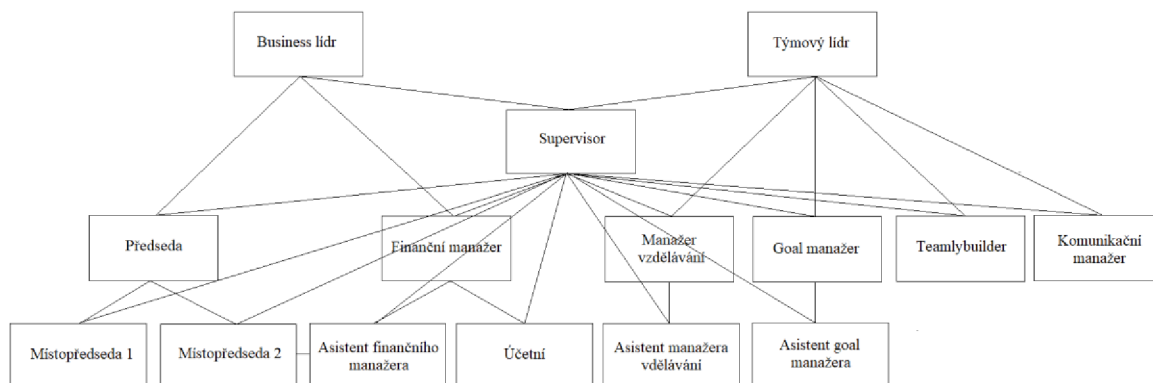 Business lídr
Týmový lídr
Supervisor
Předseda
Finanční manažer
Manažer
vzdělávání
Goal manažer
Teamlybuilder
Komunikační
manažer
Místopředseda 1
Místopředseda 2
Asistent finančního
manažera
Účetní
Asistent manažera
vdělávání
Asistent goal
manažera